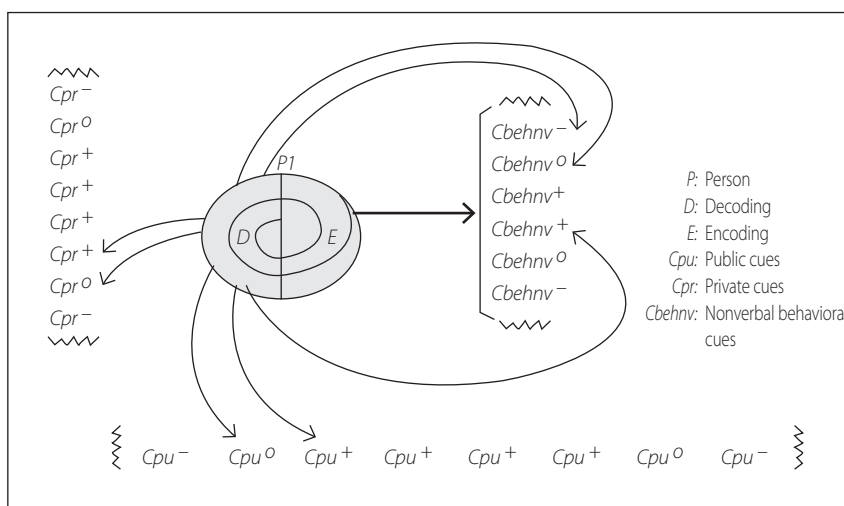 Cpr⁻
Cprᴼ
Cpr⁺
Cpr⁺
Cpr⁺
Cpr⁺
Cprᴼ
Cpr⁻
P1
D E
Cbehnv⁻
Cbehnvᴼ
Cbehnv⁺
Cbehnv⁺
Cbehnvᴼ
Cbehnv⁻
P: Person
D: Decoding
E: Encoding
Cpu: Public cues
Cpr: Private cues
Cbehnv: Nonverbal behaviora
cues
Cpu⁻ Cpuᴼ Cpu⁺ Cpu⁺ Cpu⁺ Cpu⁺ Cpuᴼ Cpu⁻